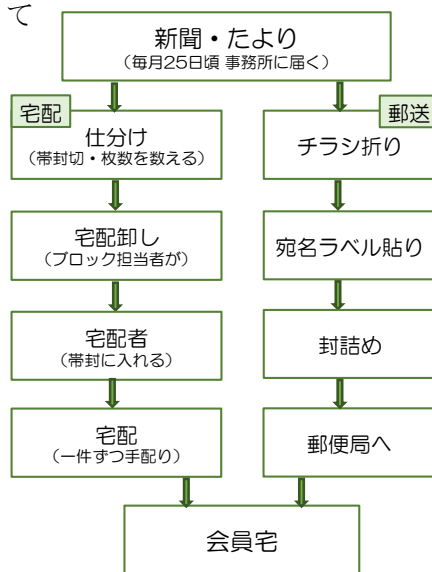 て
新聞・たより
（毎月25日頃 事務所に届く）
宅配
仕分け
（帯封切・枚数を数える）
宅配卸し
（ブロック担当者が）
宅配者
（帯封に入れる）
宅配
（一件ずつ手配り）
郵送
チラシ折り
宛名ラベル貼り
封詰め
郵便局へ
会員宅